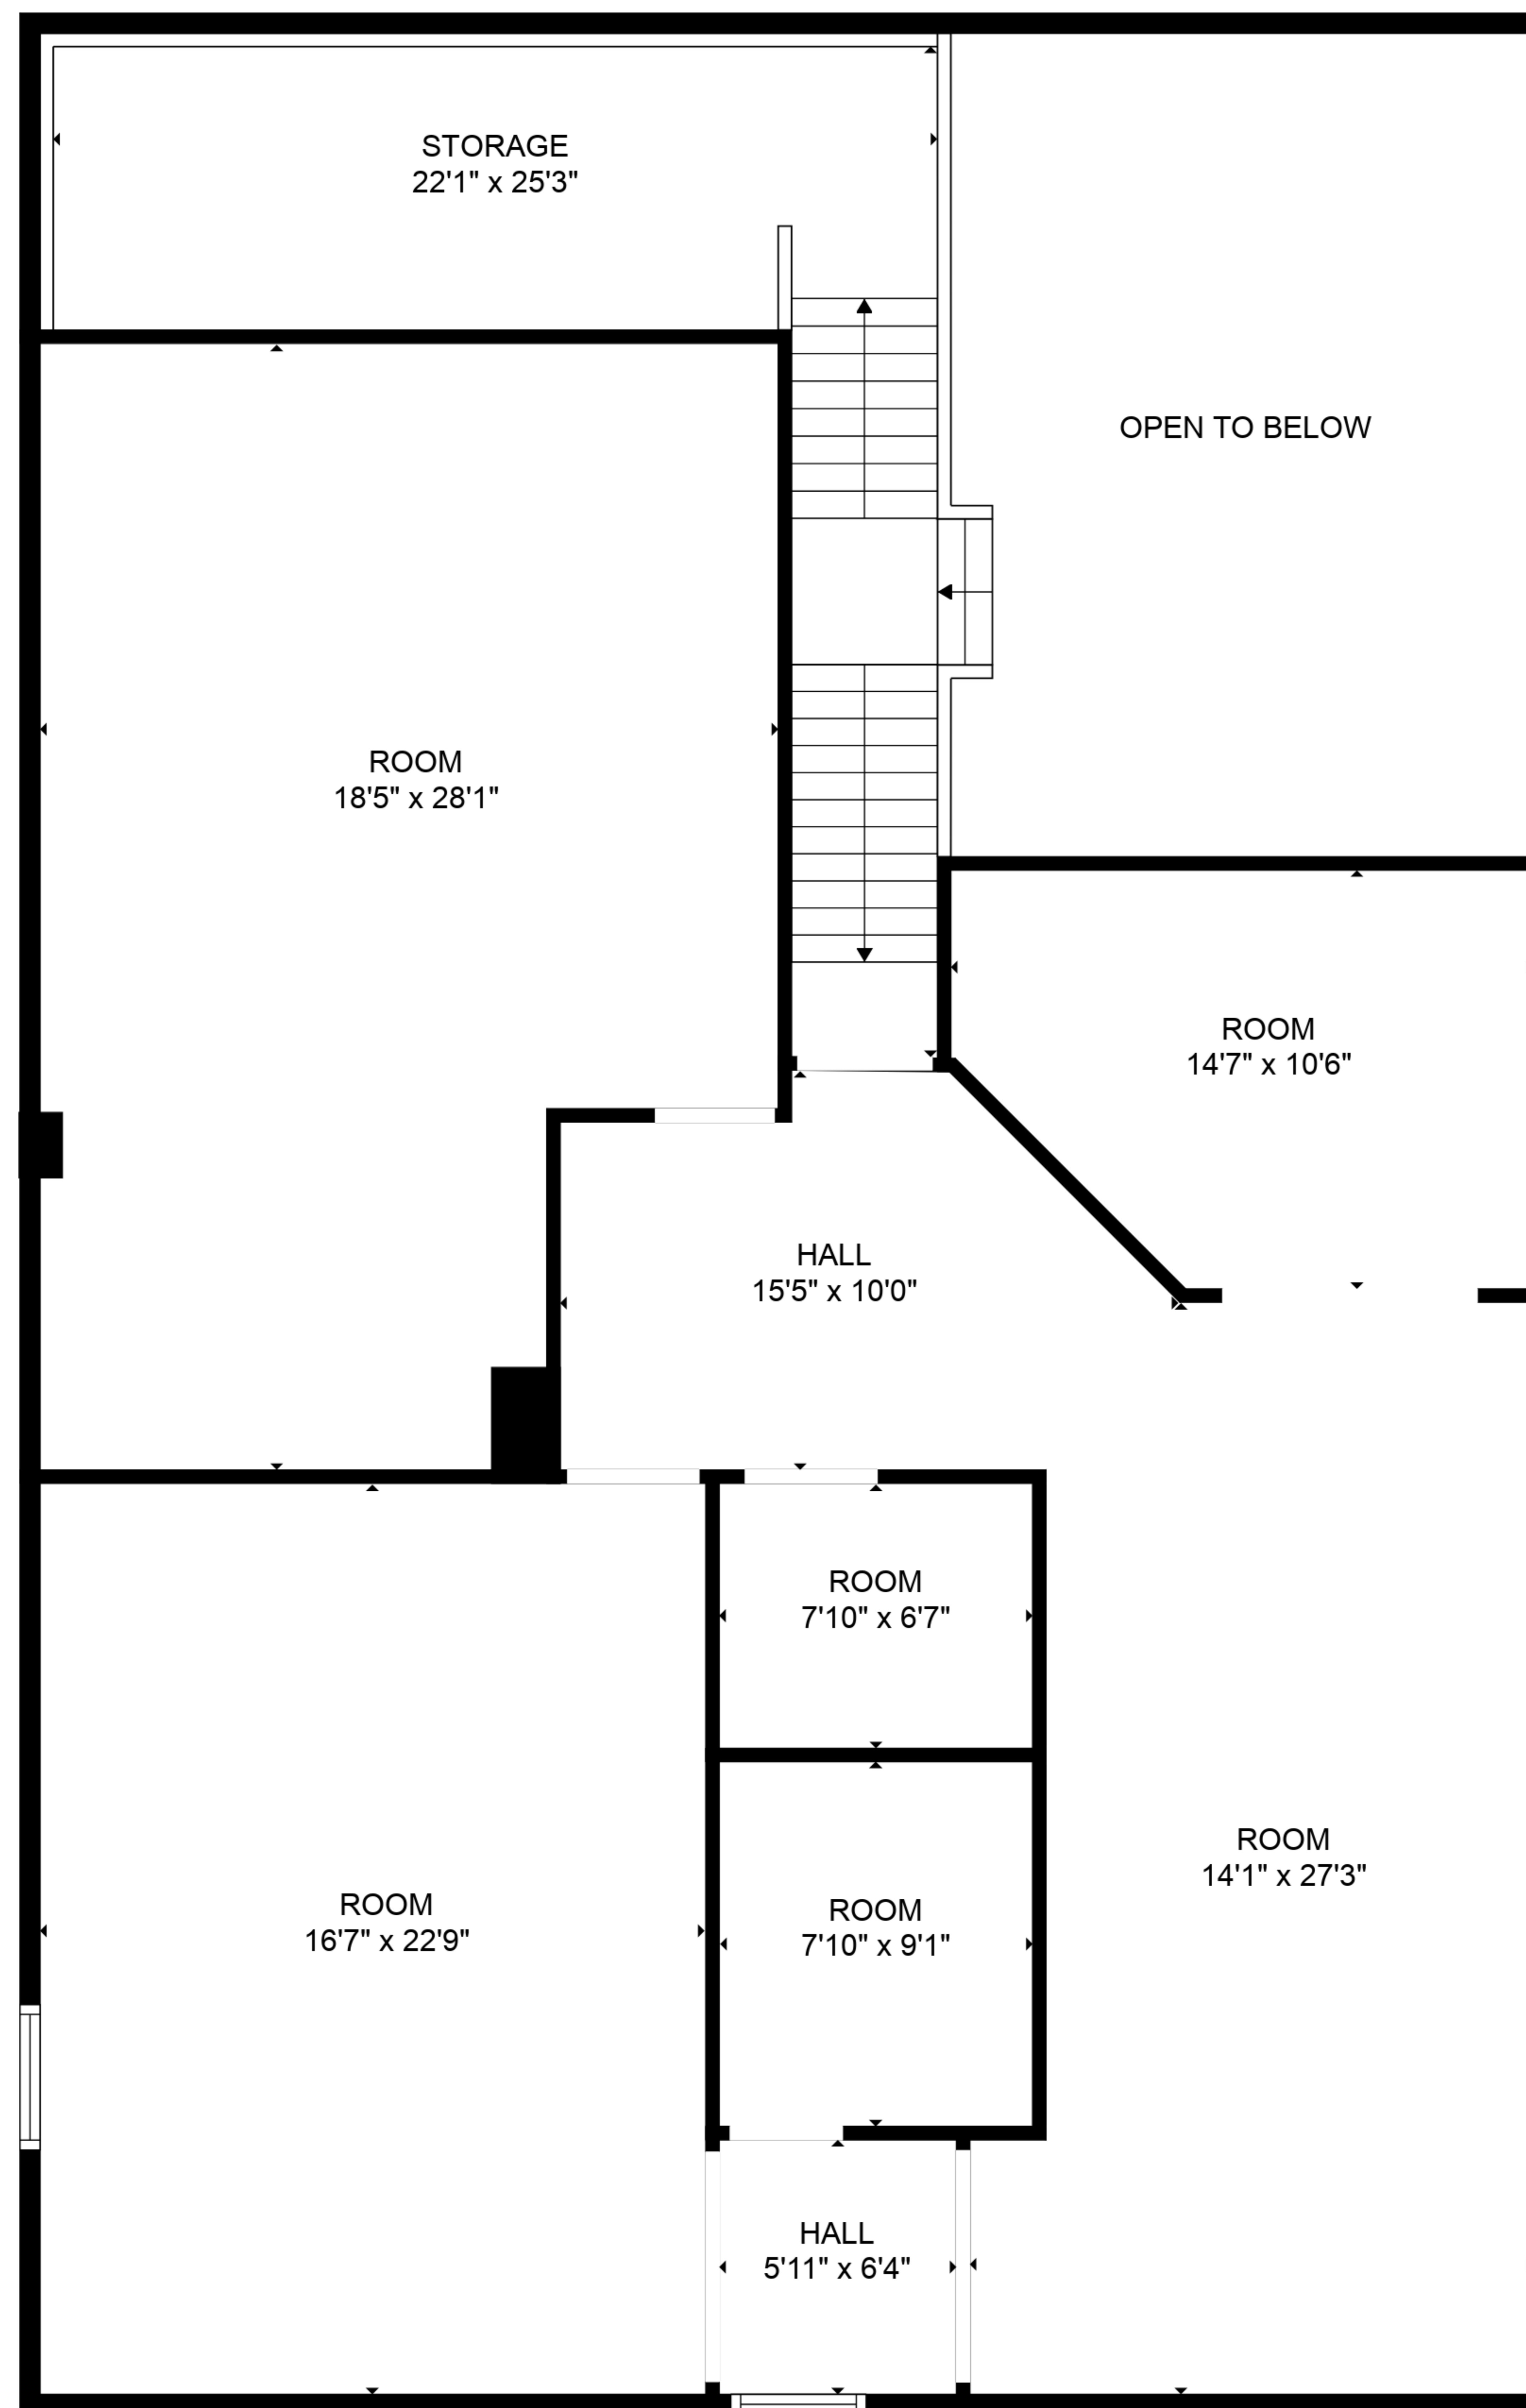 STORAGE
22'1" x 25'3"
OPEN TO BELOW
ROOM
18'5" x 28'1"
ROOM
14'7" x 10'6"
HALL
15'5" x 10'0"
ROOM
7'10" x 6'7"
ROOM
14'1" x 27'3"
ROOM
16'7" x 22'9"
ROOM
7'10" x 9'1"
HALL
5'11" x 6'4"